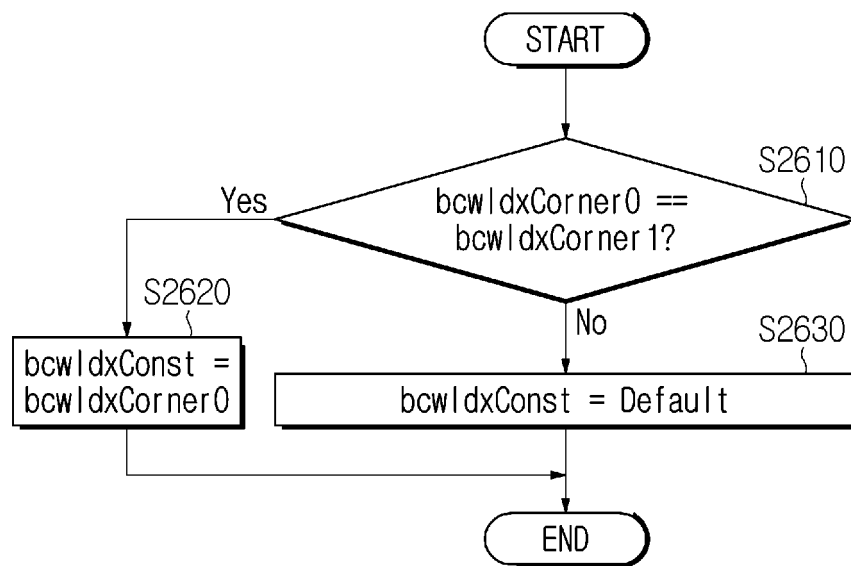 START
S2610
bcwIdxCorner0 ==
bcwIdxCorner1?
Yes
No
S2620
bcwIdxConst =
bcwIdxCorner0
S2630
bcwIdxConst = Default
END